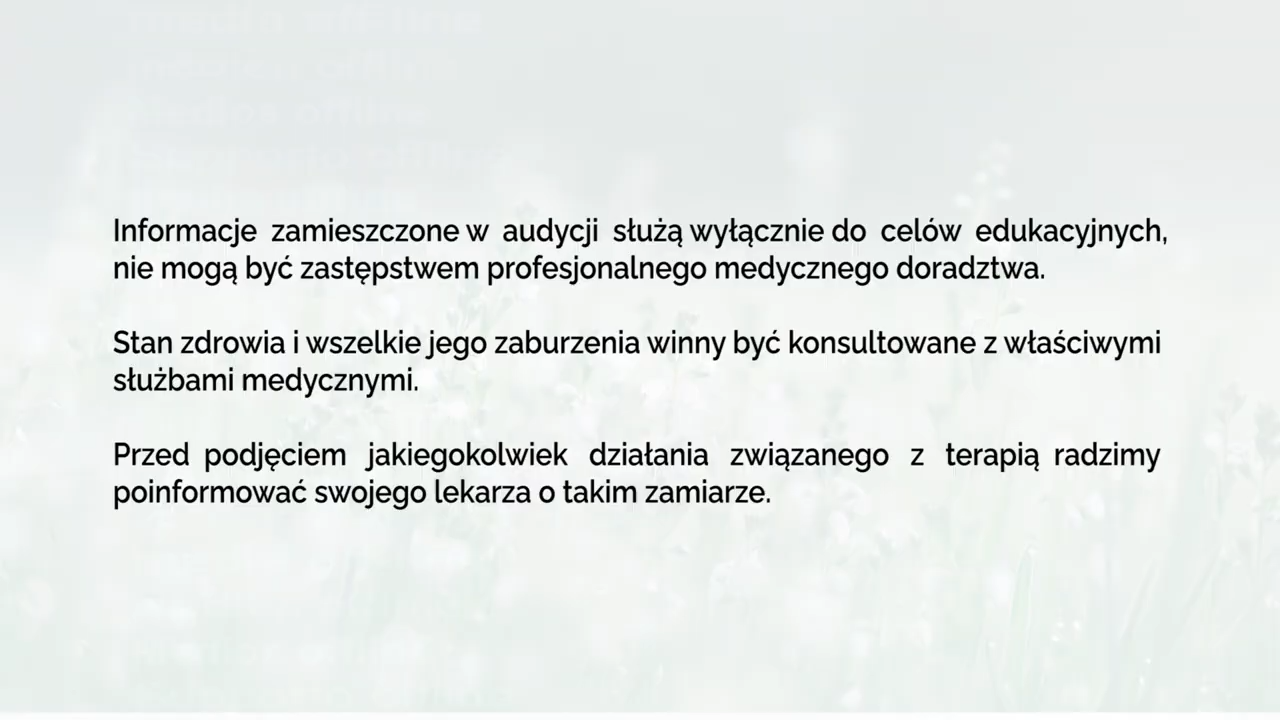 Informacje zamieszczone w audycji służą wyłącznie do celów edukacyjnych,
nie mogą być zastępstwem profesjonalnego medycznego doradztwa.
Stan zdrowia i wszelkie jego zaburzenia winny być konsultowane z właściwymi
służbami medycznymi.
Przed podjęciem jakiegokolwiek działania związanego z terapią radzimy
poinformować swojego lekarza o takim zamiarze.